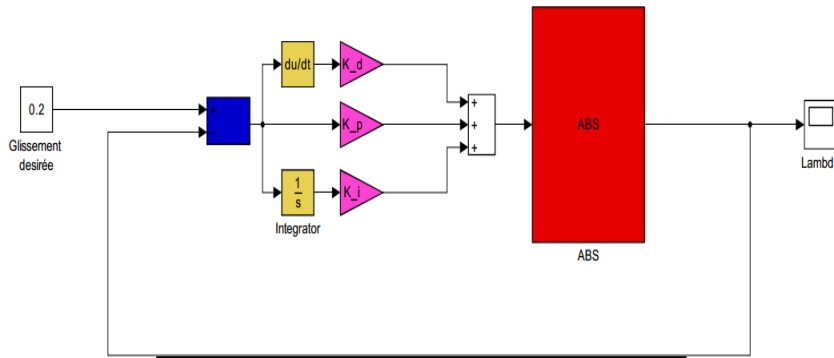 0.2
Glissement
desirée
+
−
du/dt
K_d
K_p
1
s
Integrator
K_i
+
+
+
ABS
ABS
Lambd